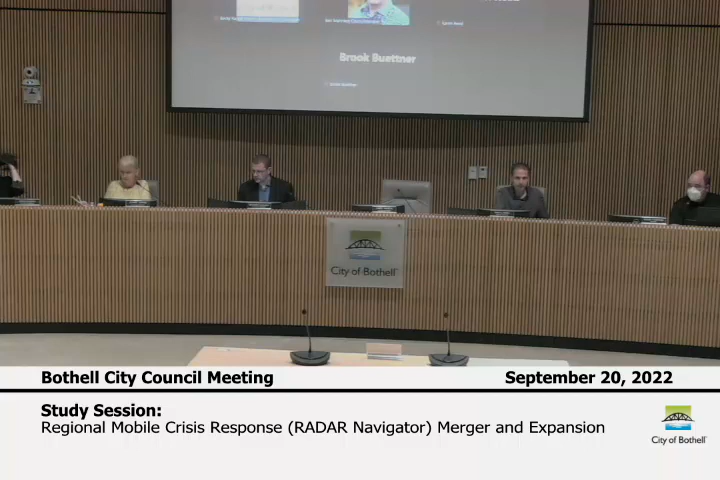 Brook Buettner
City of Bothell
Bothell City Council Meeting
September 20, 2022
Study Session:
Regional Mobile Crisis Response (RADAR Navigator) Merger and Expansion
City of Bothell